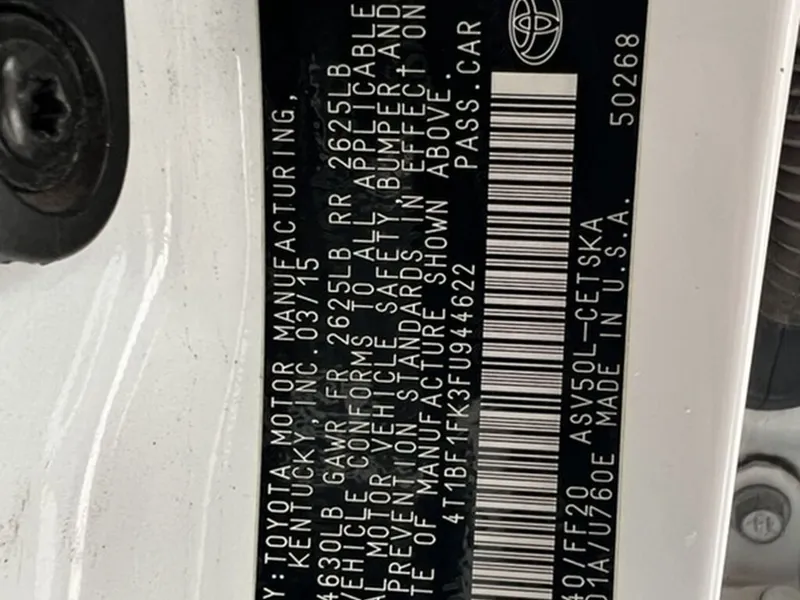 Y:TOYOTA MOTOR MANUFACTURING,
KENTUCKY, INC. 03/15
4630LB GAWR FR 2625LB RR 2625LB
VEHICLE CONFORMS TO ALL APPLICABLE
AL MOTOR VEHICLE SAFETY, BUMPER AND
PREVENTION STANDARDS IN EFFECT ON
TE OF MANUFACTURE SHOWN ABOVE.
4T1BF1FK3FU944622 PASS.CAR
40/FF20 ASV50L-CETSKA 50268
01A/U760E MADE IN U.S.A.